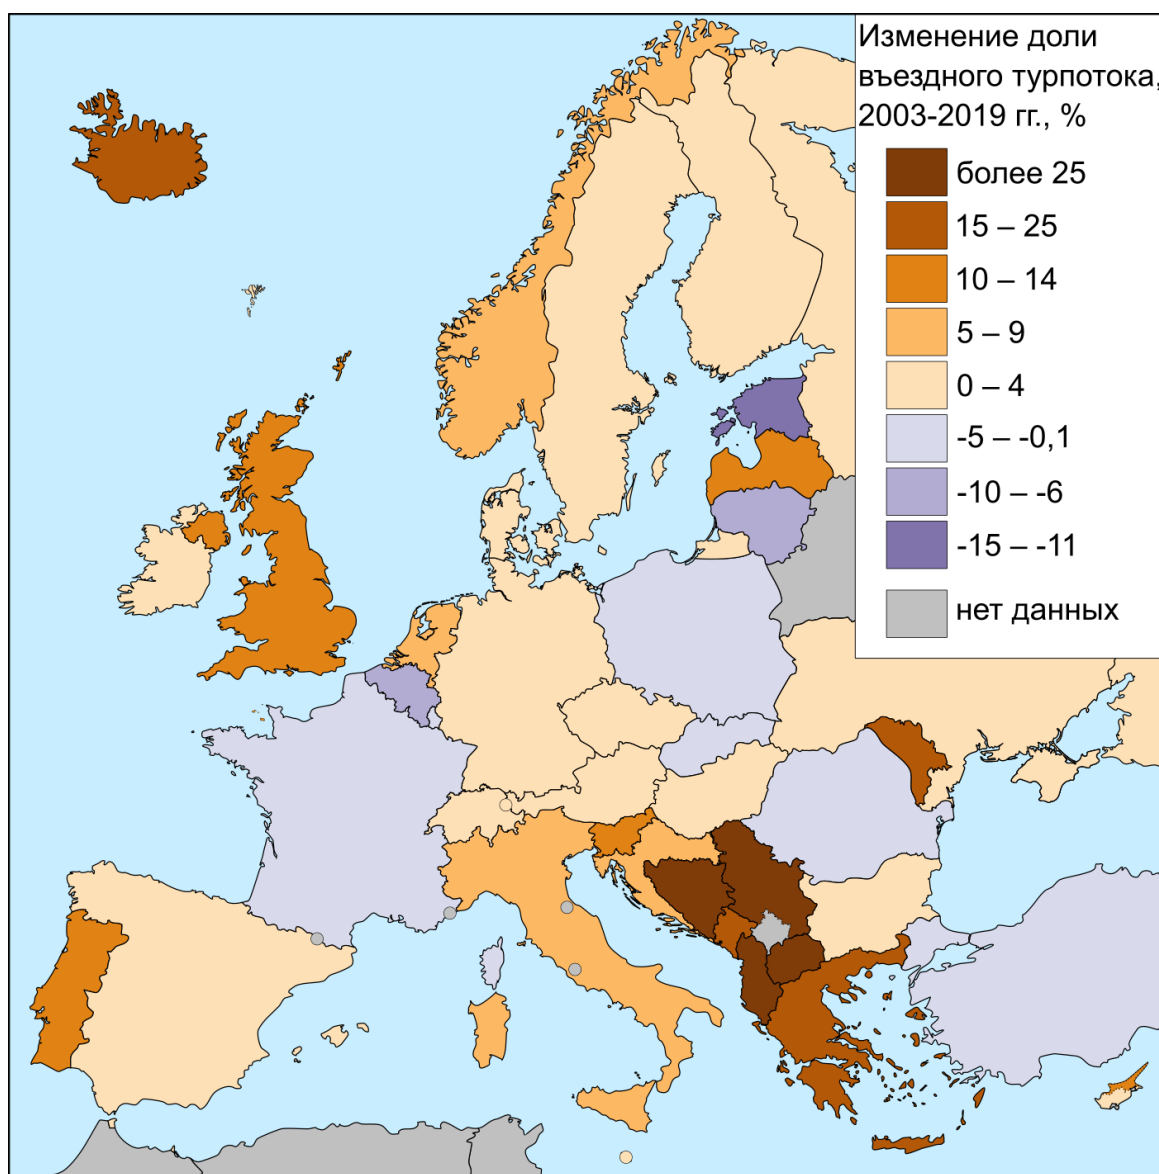 Изменение доли
въездного турпотока,
2003-2019 гг., %
более 25
15 – 25
10 – 14
5 – 9
0 – 4
-5 – -0,1
-10 – -6
-15 – -11
нет данных